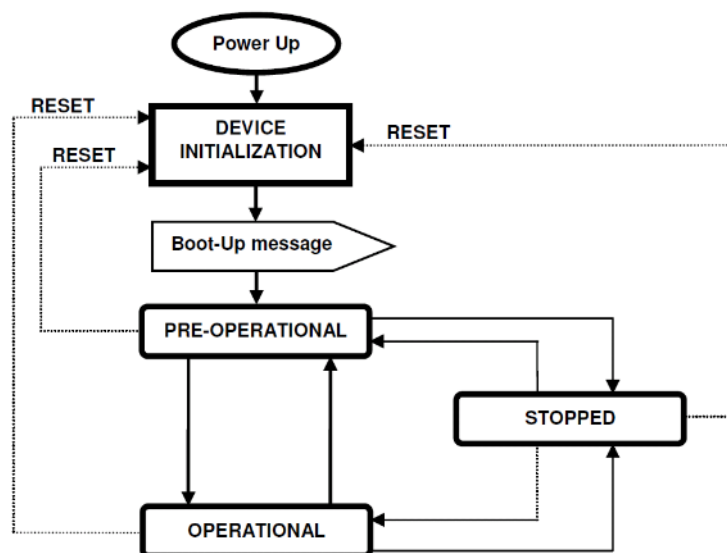 Power Up
RESET
DEVICE
INITIALIZATION
RESET
RESET
Boot-Up message
PRE-OPERATIONAL
STOPPED
OPERATIONAL